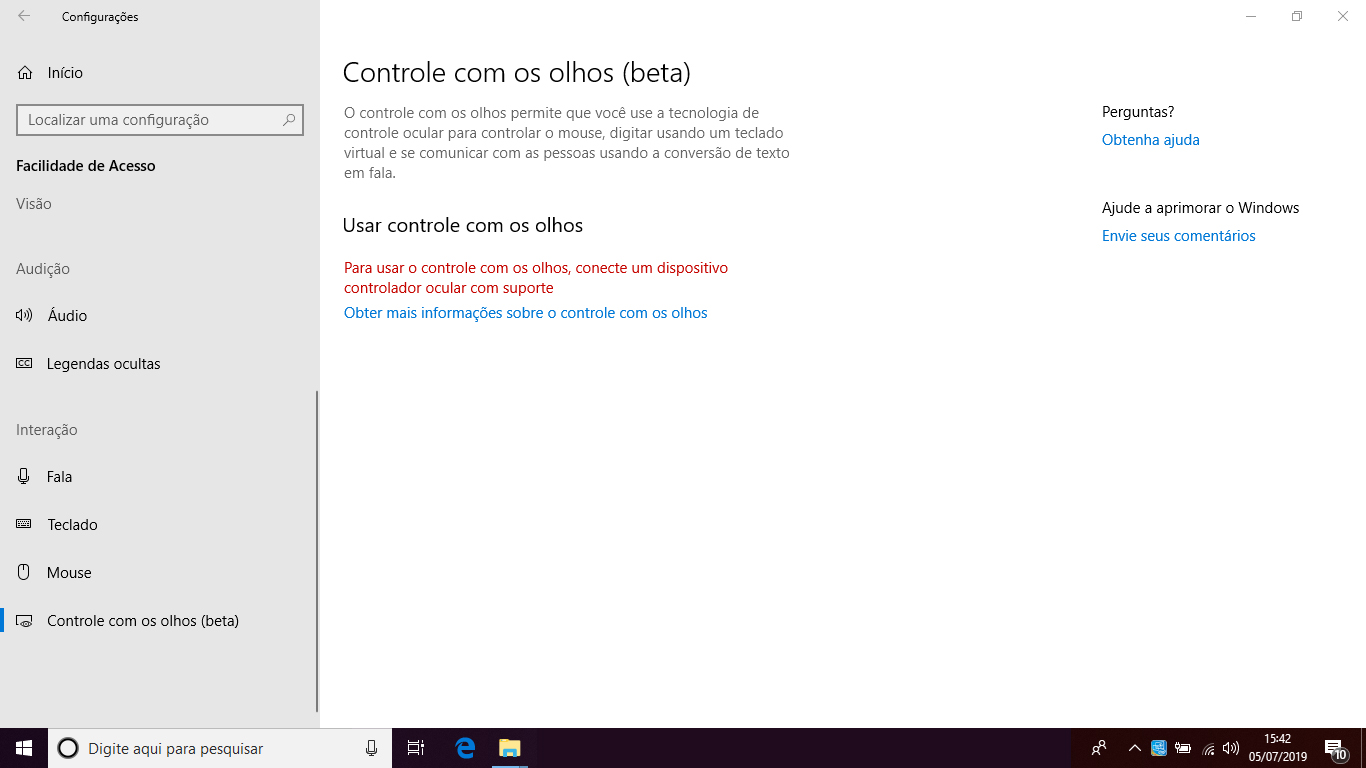 Configurações
Início
Localizar uma configuração
Facilidade de Acesso
Visão
Audição
Áudio
CC
Legendas ocultas
Interação
Fala
Teclado
Mouse
Controle com os olhos (beta)
Controle com os olhos (beta)
O controle com os olhos permite que você use a tecnologia de
controle ocular para controlar o mouse, digitar usando um teclado
virtual e se comunicar com as pessoas usando a conversão de texto
em fala.
Usar controle com os olhos
Para usar o controle com os olhos, conecte um dispositivo
controlador ocular com suporte
Obter mais informações sobre o controle com os olhos
Perguntas?
Obtenha ajuda
Ajude a aprimorar o Windows
Envie seus comentários
Digite aqui para pesquisar
15:42
05/07/2019
10